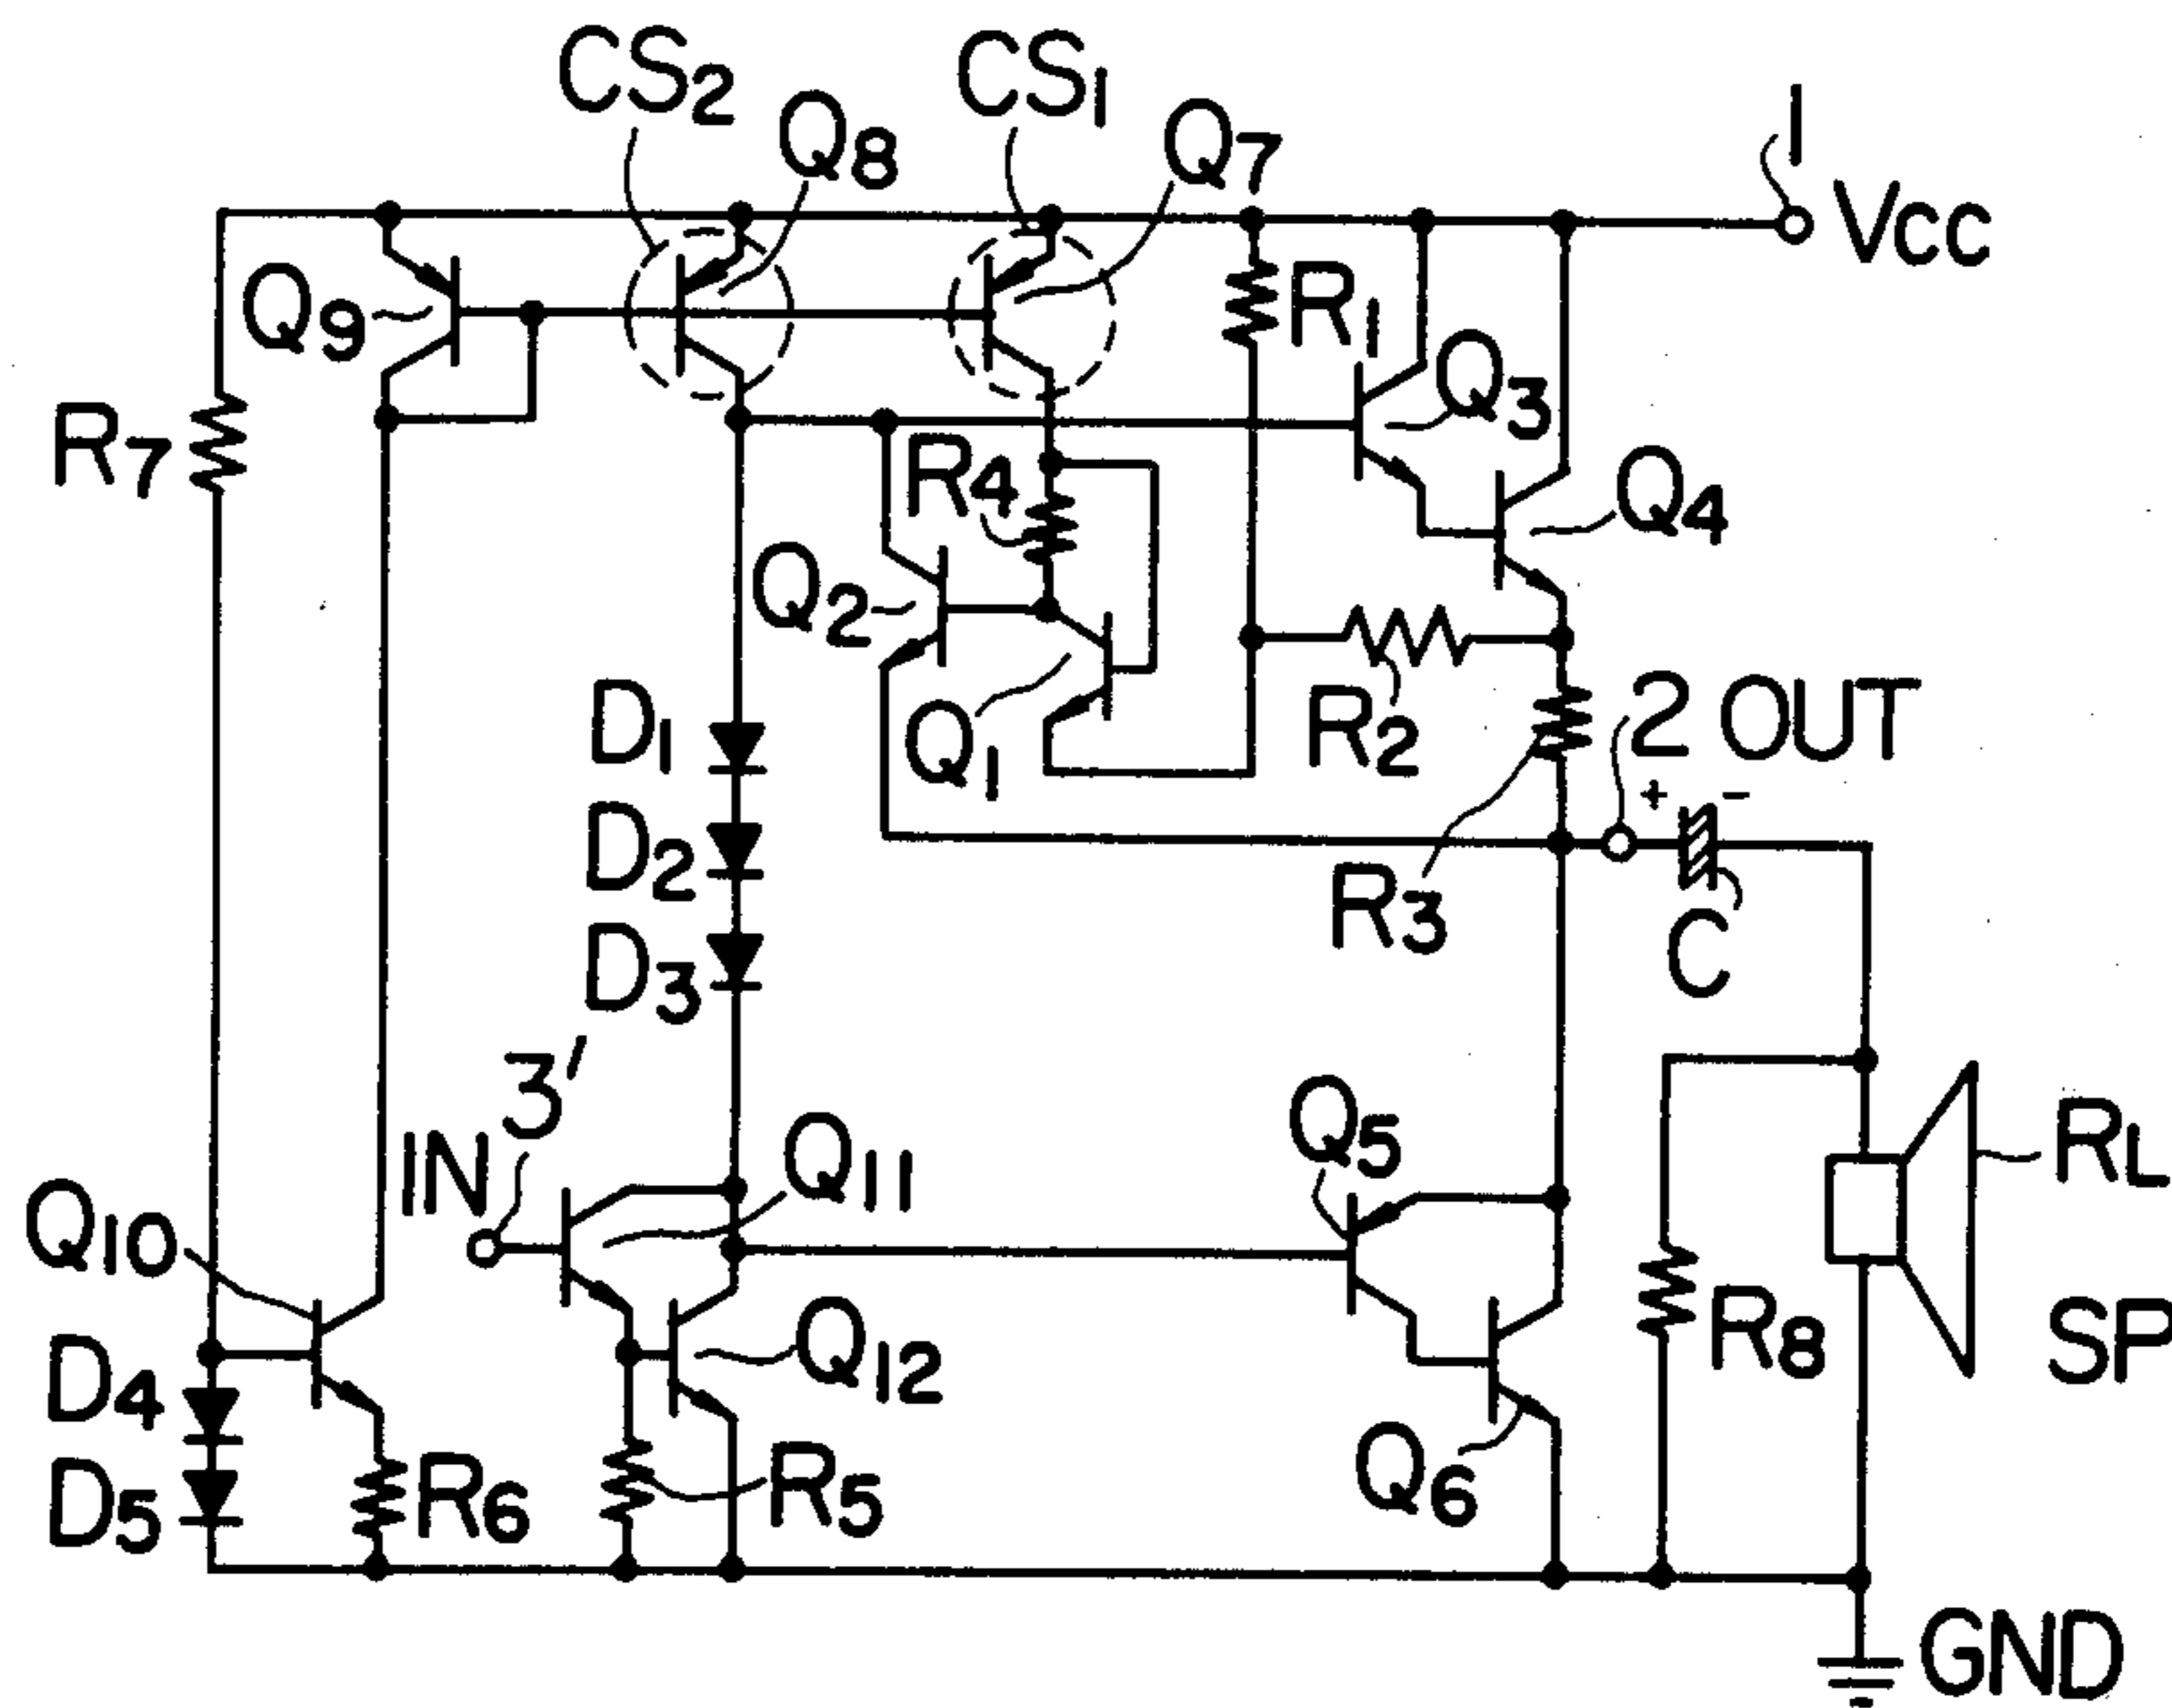 CS2
CS1
Q8
Q7
1
VCC
Q9
R1
Q3
R7
R4
Q4
Q2
D1
Q1
R2
2 OUT
+ -
D2
R3
C
D3
3'
IN
Q11
Q5
RL
Q10
Q12
R8
SP
D4
D5
R6
R5
Q6
GND